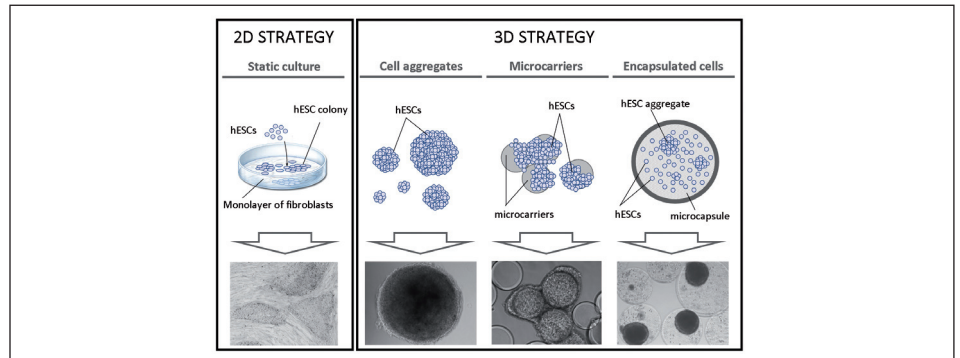 2D STRATEGY
3D STRATEGY
Static culture
Cell aggregates
Microcarriers
Encapsulated cells
hESCs
hESC colony
Monolayer of fibroblasts
hESCs
hESCs
microcarriers
hESC aggregate
hESCs
microcapsule